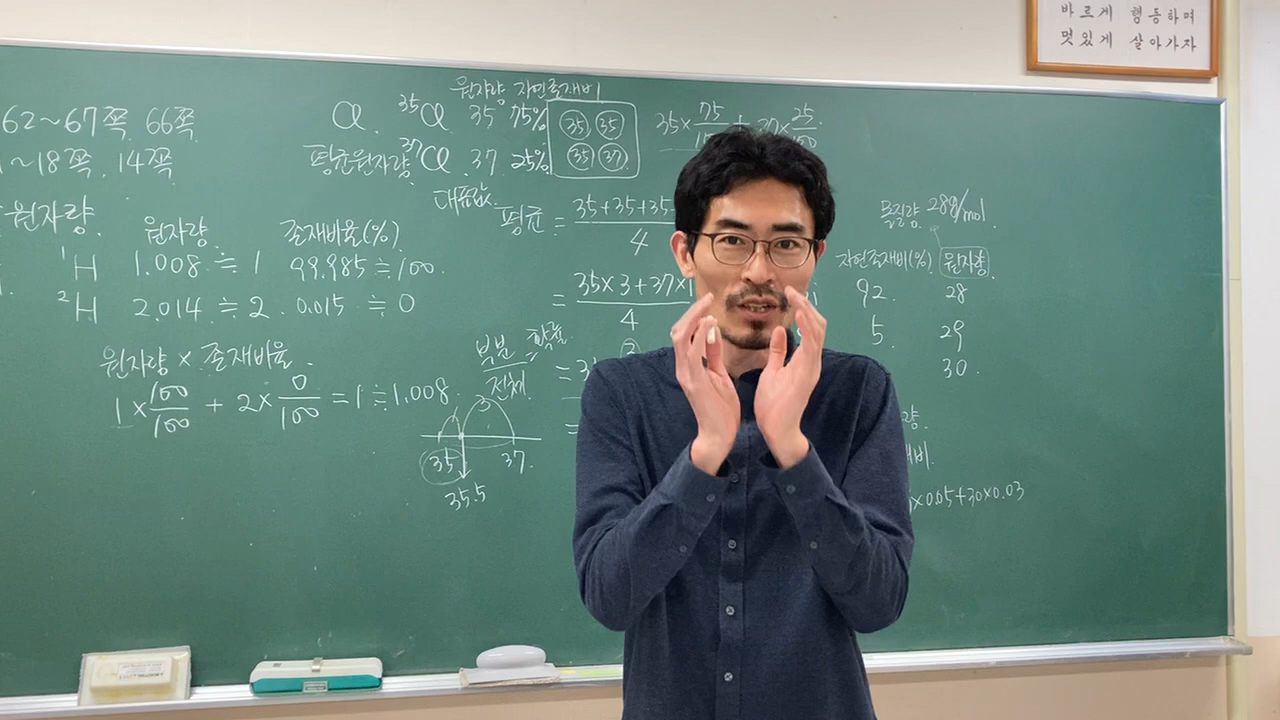 바르게 행동하며
멋있게 살아가자
62~67쪽. 66쪽.
~18쪽. 14쪽.
원자량.
원자량. 존재비율(%)
¹H 1.008 ≒ 1 99.985 ≒ 100.
²H 2.014 ≒ 2. 0.015 ≒ 0
원자량 × 존재비율.
1 × 100/100 + 2 × 0/100 = 1 ≒ 1.008.
원자량 자연존재비
Cl. ³⁵Cl. 35 75%
평균원자량. ³⁷Cl. 37 25%
35 35
35 37
35 × 75
+ 37 × 25
대푯값.
평균 = 35+35+35
4
= 35×3+37×1
4
부분 = 확률
전체
35 37.
35.5
몰질량. 28g/mol
자연존재비(%). 원자량.
92. 28
5. 29
30.
×0.05+30×0.03